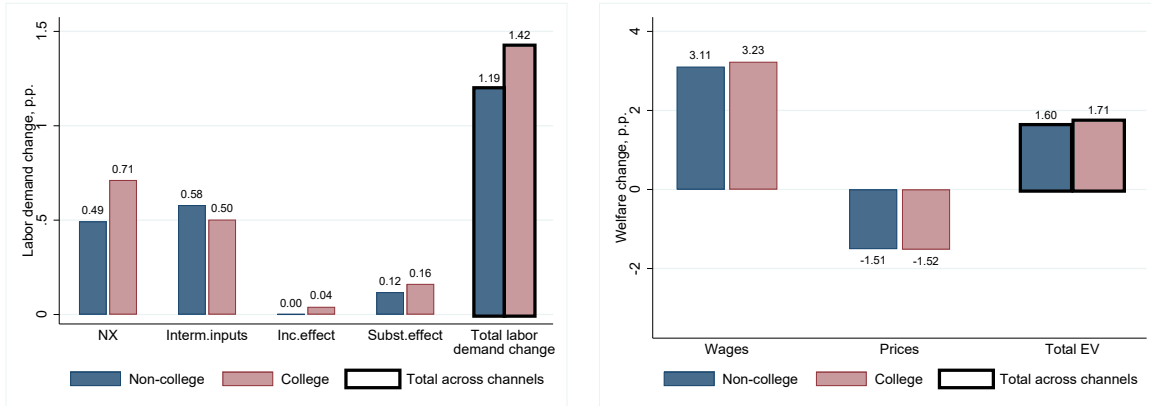 Labor demand change, p.p.
1.5
1
.5
0
0.49
0.71
0.58
0.50
0.00
0.04
0.12
0.16
1.19
1.42
NX
Interm.inputs
Inc.effect
Subst.effect
Total labor
demand change
Non-college
College
Total across channels
Welfare change, p.p.
4
2
0
-2
3.11
3.23
-1.51
-1.52
1.60
1.71
Wages
Prices
Total EV
Non-college
College
Total across channels